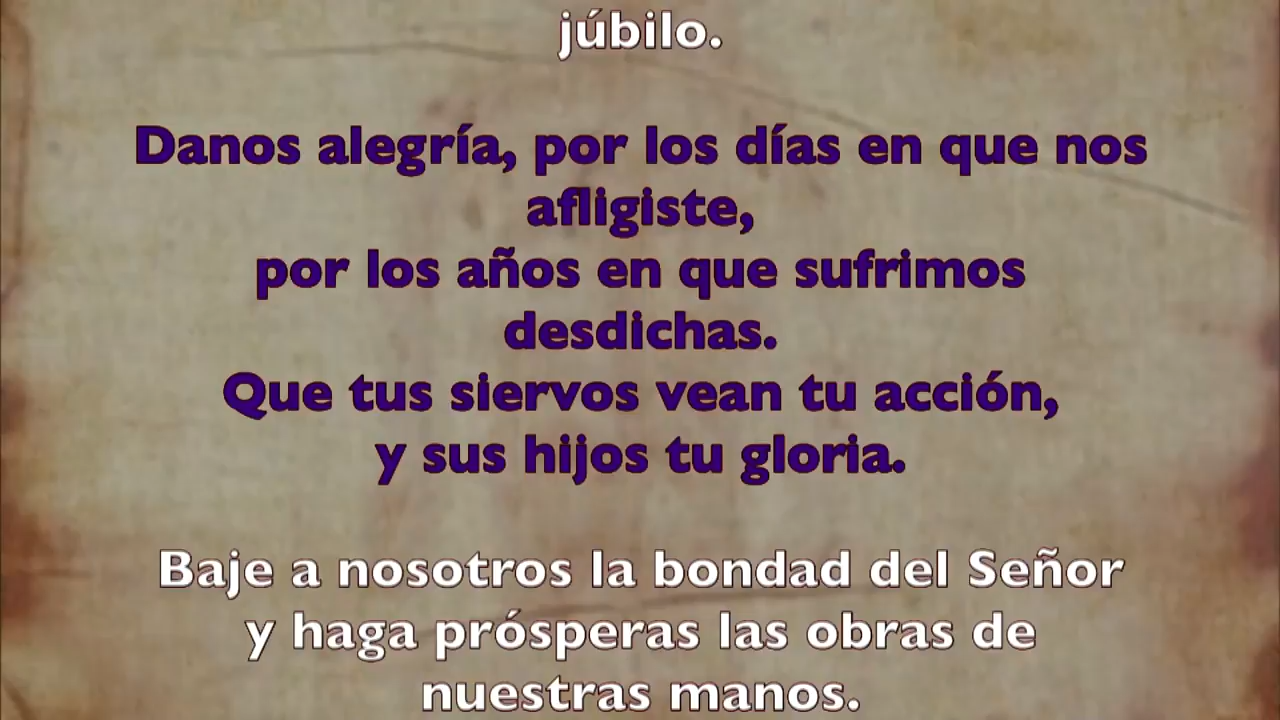 júbilo.
Danos alegría, por los días en que nos
afligiste,
por los años en que sufrimos
desdichas.
Que tus siervos vean tu acción,
y sus hijos tu gloria.
Baje a nosotros la bondad del Señor
y haga prósperas las obras de
nuestras manos.